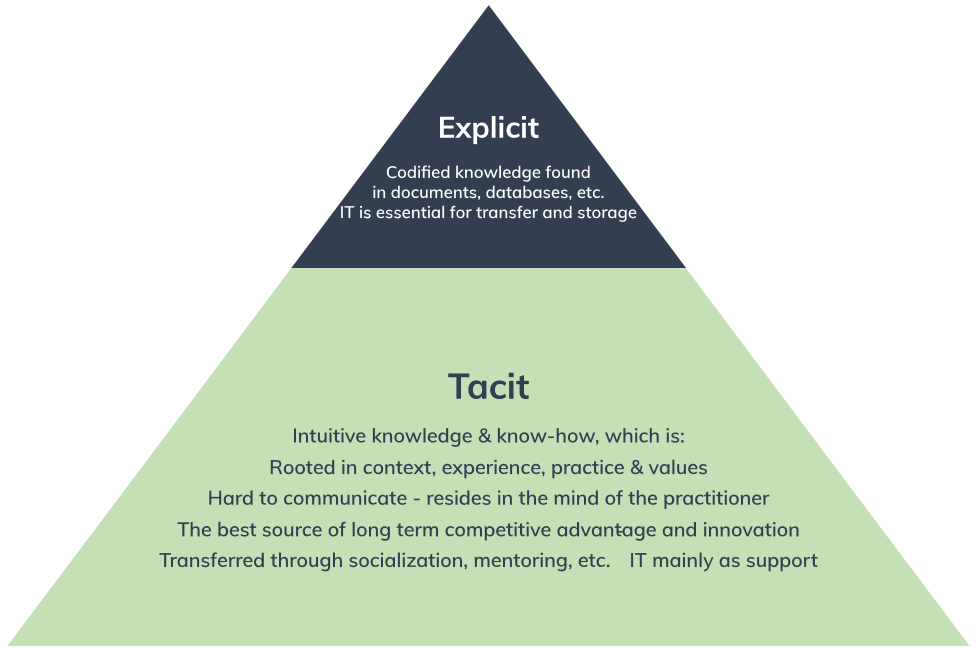 Explicit
Codified knowledge found
in documents, databases, etc.
IT is essential for transfer and storage
Tacit
Intuitive knowledge & know-how, which is:
Rooted in context, experience, practice & values
Hard to communicate - resides in the mind of the practitioner
The best source of long term competitive advantage and innovation
Transferred through socialization, mentoring, etc. IT mainly as support